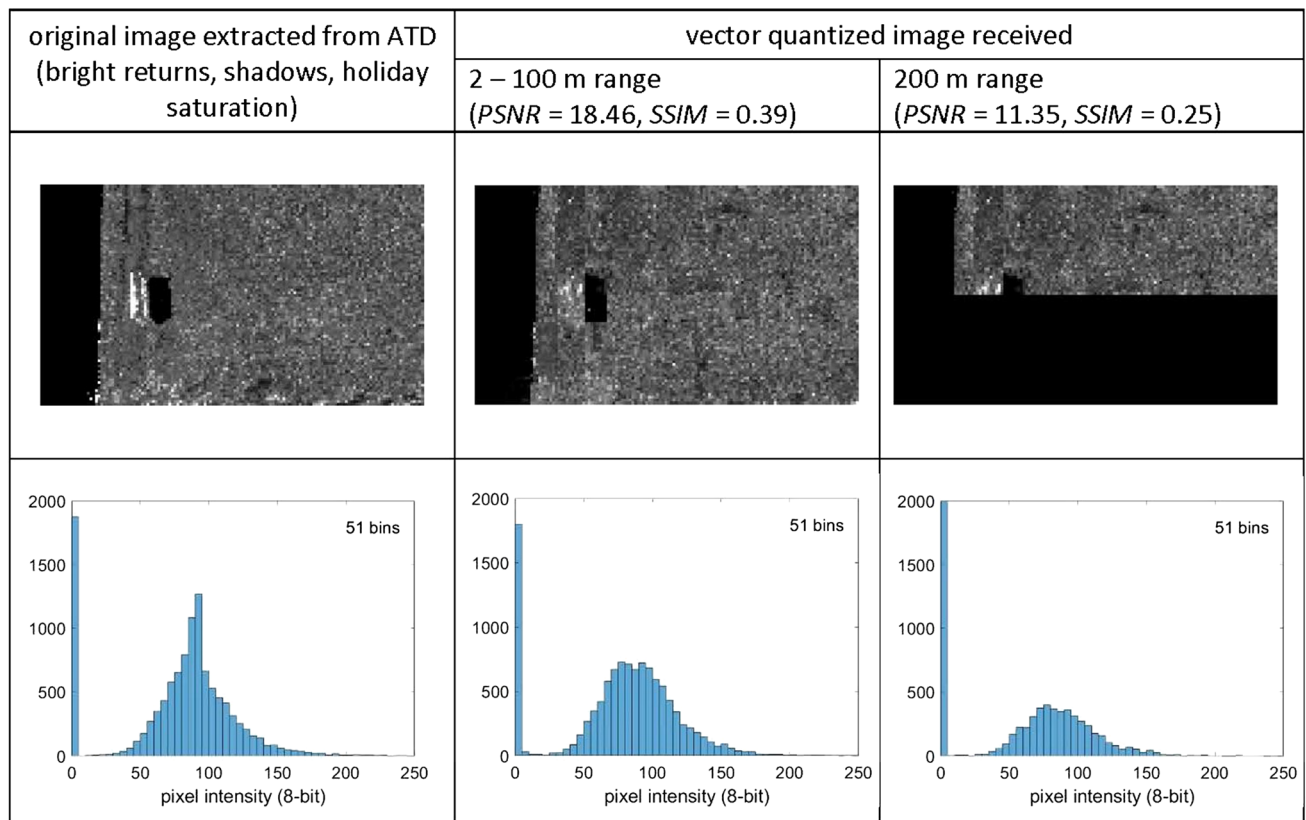 original image extracted from ATD
(bright returns, shadows, holiday
saturation)
vector quantized image received
2 – 100 m range
(PSNR = 18.46, SSIM = 0.39)
200 m range
(PSNR = 11.35, SSIM = 0.25)
2000
1500
1000
500
0
51 bins
0 50 100 150 200 250
pixel intensity (8-bit)
2000
1500
1000
500
0
51 bins
0 50 100 150 200 250
pixel intensity (8-bit)
2000
1500
1000
500
0
51 bins
0 50 100 150 200 250
pixel intensity (8-bit)